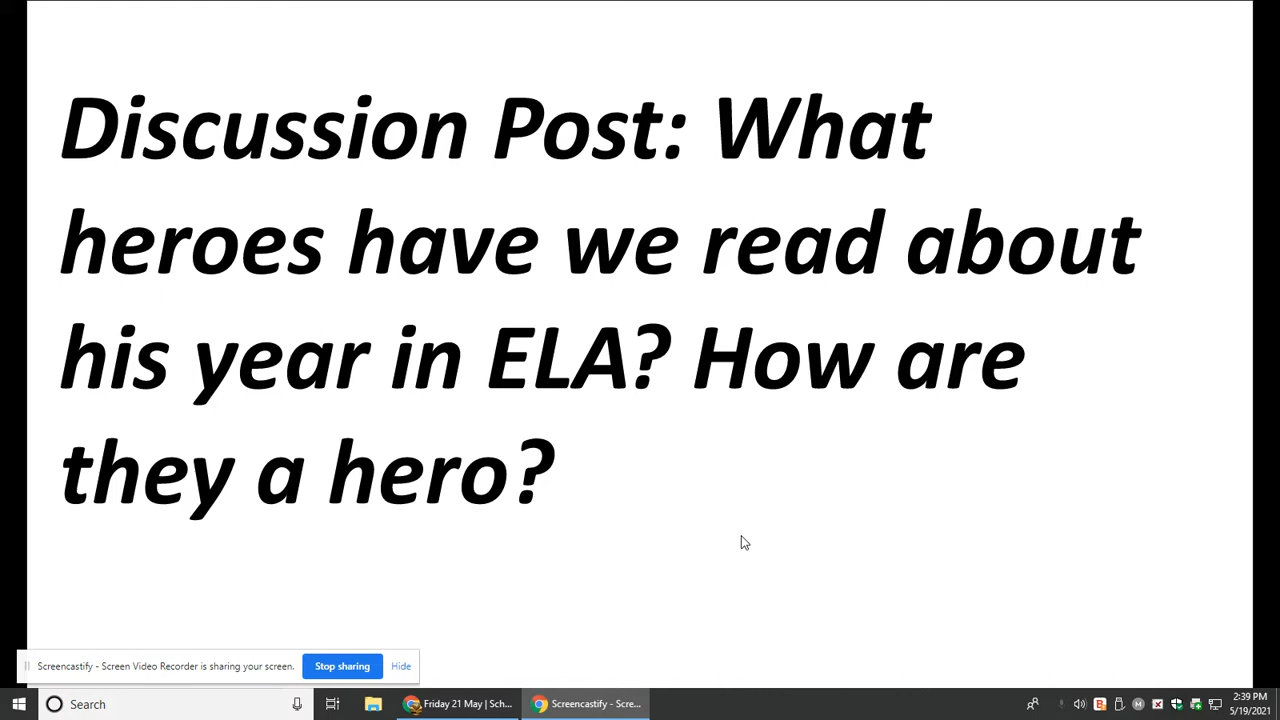 Discussion Post: What
heroes have we read about
his year in ELA? How are
they a hero?
Screencastify - Screen Video Recorder is sharing your screen.
Stop sharing
Hide
Search
Friday 21 May | Sch...
Screencastify - Scre...
2:39 PM
5/19/2021